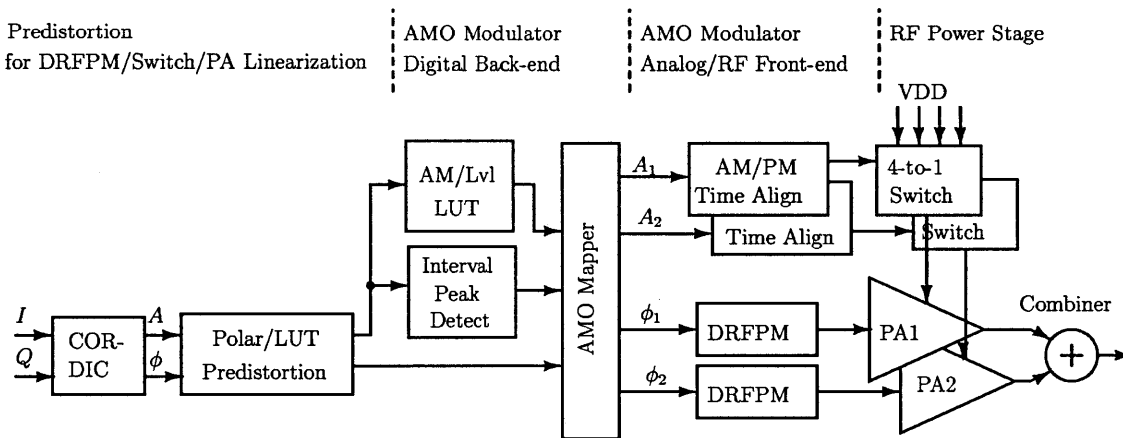 Predistortion
for DRFPM/Switch/PA Linearization
AMO Modulator
Digital Back-end
AMO Modulator
Analog/RF Front-end
RF Power Stage
VDD
AM/Lvl
LUT
Interval
Peak
Detect
AMO Mapper
A₁
A₂
AM/PM
Time Align
Time Align
4-to-1
Switch
Switch
I
Q
COR-
DIC
A
ϕ
Polar/LUT
Predistortion
ϕ₁
ϕ₂
DRFPM
DRFPM
PA1
PA2
Combiner
+